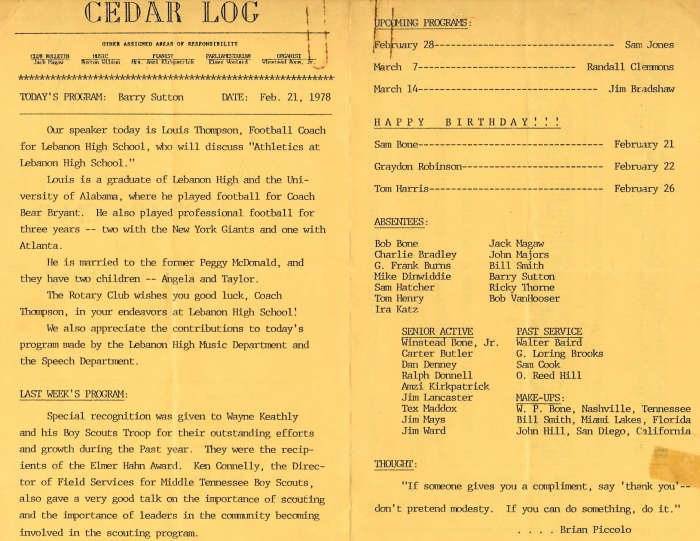 CEDAR LOG
OTHER ASSIGNED AREAS OF RESPONSIBILITY
CLUB BULLETIN MUSIC PIANIST PARLIAMENTARIAN ORGANIST
Jack Magaw Burton Wilson Mrs. Amzi Kirkpatrick Elmer Woolard Winstead Bone, Jr.
TODAY'S PROGRAM: Barry Sutton DATE: Feb. 21, 1978
Our speaker today is Louis Thompson, Football Coach
for Lebanon High School, who will discuss "Athletics at
Lebanon High School."
Louis is a graduate of Lebanon High and the Uni-
versity of Alabama, where he played football for Coach
Bear Bryant. He also played professional football for
three years -- two with the New York Giants and one with
Atlanta.
He is married to the former Peggy McDonald, and
they have two children -- Angela and Taylor.
The Rotary Club wishes you good luck, Coach
Thompson, in your endeavors at Lebanon High School!
We also appreciate the contributions to today's
program made by the Lebanon High Music Department and
the Speech Department.
LAST WEEK'S PROGRAM:
Special recognition was given to Wayne Keathly
and his Boy Scouts Troop for their outstanding efforts
and growth during the Past year. They were the recip-
ients of the Elmer Hahn Award. Ken Connelly, the Direc-
tor of Field Services for Middle Tennessee Boy Scouts,
also gave a very good talk on the importance of scouting
and the importance of leaders in the community becoming
involved in the scouting program.
UPCOMING PROGRAMS:
February 28------------------------------------ Sam Jones
March 7 --------------------------------- Randall Clemmons
March 14------------------------------------ Jim Bradshaw
HAPPY BIRTHDAY!!!
Sam Bone----------------------------------- February 21
Graydon Robinson--------------------------- February 22
Tom Harris--------------------------------- February 26
ABSENTEES:
Bob Bone Jack Magaw
Charlie Bradley John Majors
G. Frank Burns Bill Smith
Mike Dinwiddie Barry Sutton
Sam Hatcher Ricky Thorne
Tom Henry Bob VanHooser
Ira Katz
SENIOR ACTIVE PAST SERVICE
Winstead Bone, Jr. Walter Baird
Carter Butler G. Loring Brooks
Dan Denney Sam Cook
Ralph Donnell O. Reed Hill
Amzi Kirkpatrick
Jim Lancaster MAKE-UPS:
Tex Maddox W. P. Bone, Nashville, Tennessee
Jim Mays Bill Smith, Miami Lakes, Florida
Jim Ward John Hill, San Diego, California
THOUGHT:
"If someone gives you a compliment, say 'thank you'--
don't pretend modesty. If you can do something, do it."
. . . . Brian Piccolo